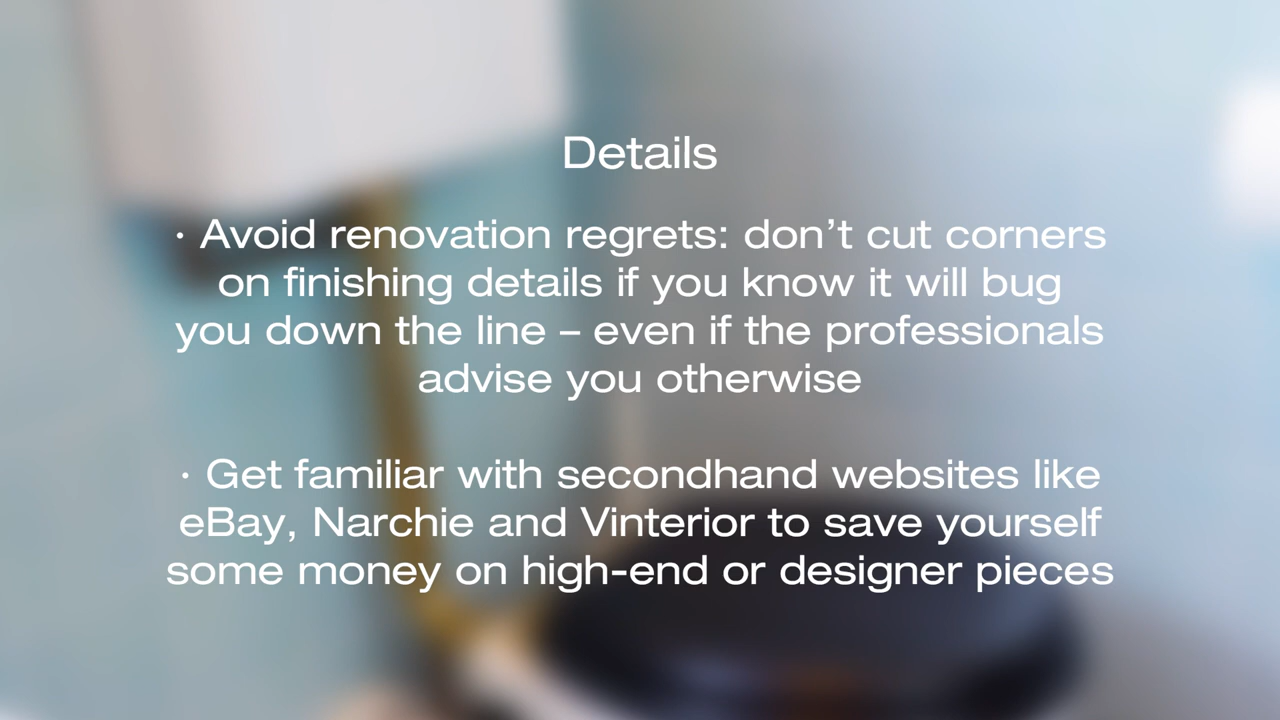 Details
· Avoid renovation regrets: don’t cut corners
on finishing details if you know it will bug
you down the line – even if the professionals
advise you otherwise
· Get familiar with secondhand websites like
eBay, Narchie and Vinterior to save yourself
some money on high-end or designer pieces